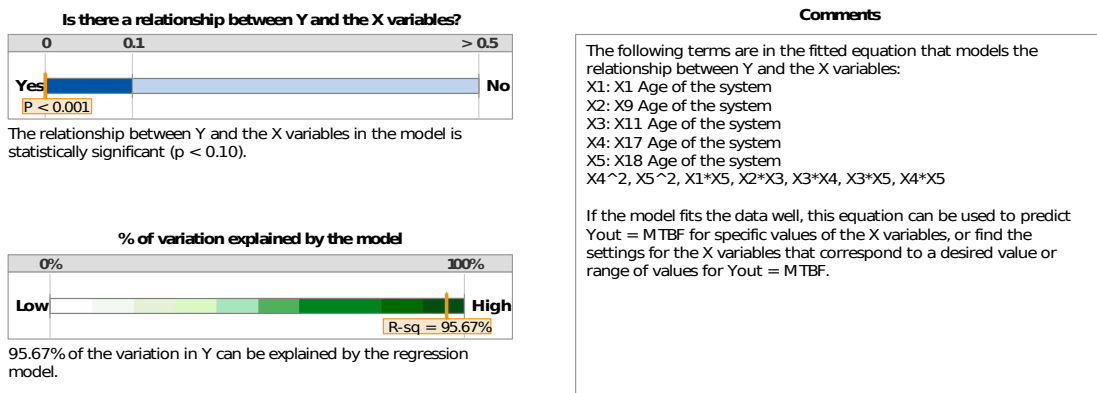 Is there a relationship between Y and the X variables?
0 0.1 > 0.5
Yes No
P < 0.001
The relationship between Y and the X variables in the model is
statistically significant (p < 0.10).
% of variation explained by the model
0% 100%
Low High
R-sq = 95.67%
95.67% of the variation in Y can be explained by the regression
model.
Comments
The following terms are in the fitted equation that models the
relationship between Y and the X variables:
X1: X1 Age of the system
X2: X9 Age of the system
X3: X11 Age of the system
X4: X17 Age of the system
X5: X18 Age of the system
X4^2, X5^2, X1*X5, X2*X3, X3*X4, X3*X5, X4*X5
If the model fits the data well, this equation can be used to predict
Yout = MTBF for specific values of the X variables, or find the
settings for the X variables that correspond to a desired value or
range of values for Yout = MTBF.